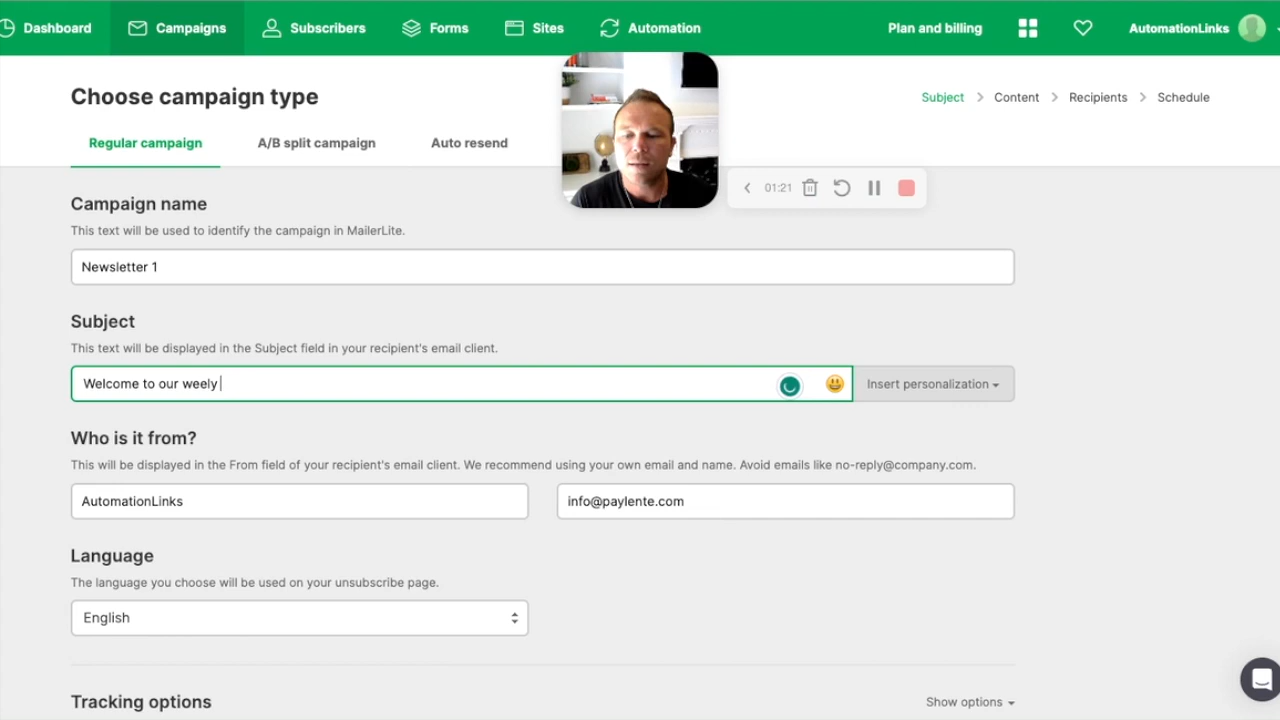 Dashboard Campaigns Subscribers Forms Sites Automation Plan and billing AutomationLinks
Choose campaign type
Subject > Content > Recipients > Schedule
Regular campaign A/B split campaign Auto resend
01:21
Campaign name
This text will be used to identify the campaign in MailerLite.
Newsletter 1
Subject
This text will be displayed in the Subject field in your recipient's email client.
Welcome to our weely
Insert personalization
Who is it from?
This will be displayed in the From field of your recipient's email client. We recommend using your own email and name. Avoid emails like no-reply@company.com.
AutomationLinks info@paylente.com
Language
The language you choose will be used on your unsubscribe page.
English
Tracking options Show options